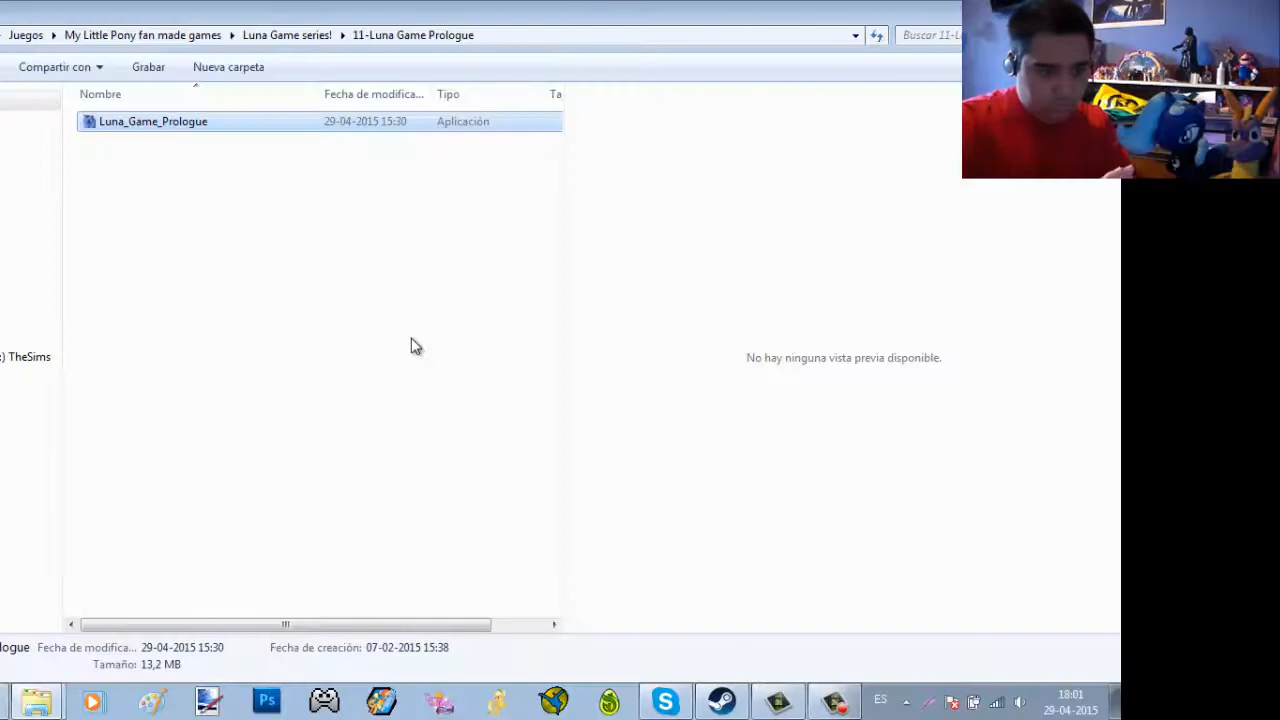 Juegos My Little Pony fan made games Luna Game series! 11-Luna Game Prologue Buscar 11-L
Compartir con Grabar Nueva carpeta
Nombre Fecha de modifica... Tipo Ta
Luna_Game_Prologue 29-04-2015 15:30 Aplicación
:) TheSims
No hay ninguna vista previa disponible.
logue Fecha de modifica... 29-04-2015 15:30 Fecha de creación: 07-02-2015 15:38
Tamaño: 13,2 MB
Ps ES 18:01
29-04-2015